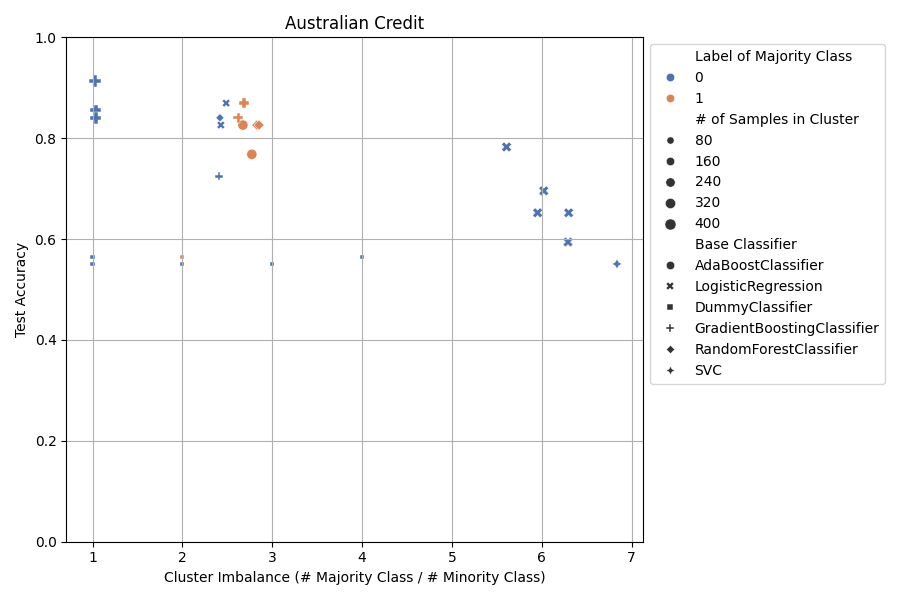 Australian Credit
Test Accuracy
1.0
0.8
0.6
0.4
0.2
0.0
1 2 3 4 5 6 7
Cluster Imbalance (# Majority Class / # Minority Class)
Label of Majority Class
0
1
# of Samples in Cluster
80
160
240
320
400
Base Classifier
AdaBoostClassifier
LogisticRegression
DummyClassifier
GradientBoostingClassifier
RandomForestClassifier
SVC